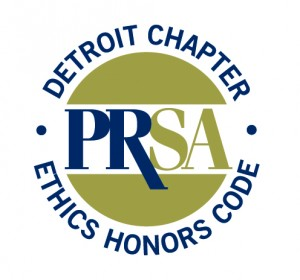 DETROIT CHAPTER
PRSA
ETHICS HONORS CODE